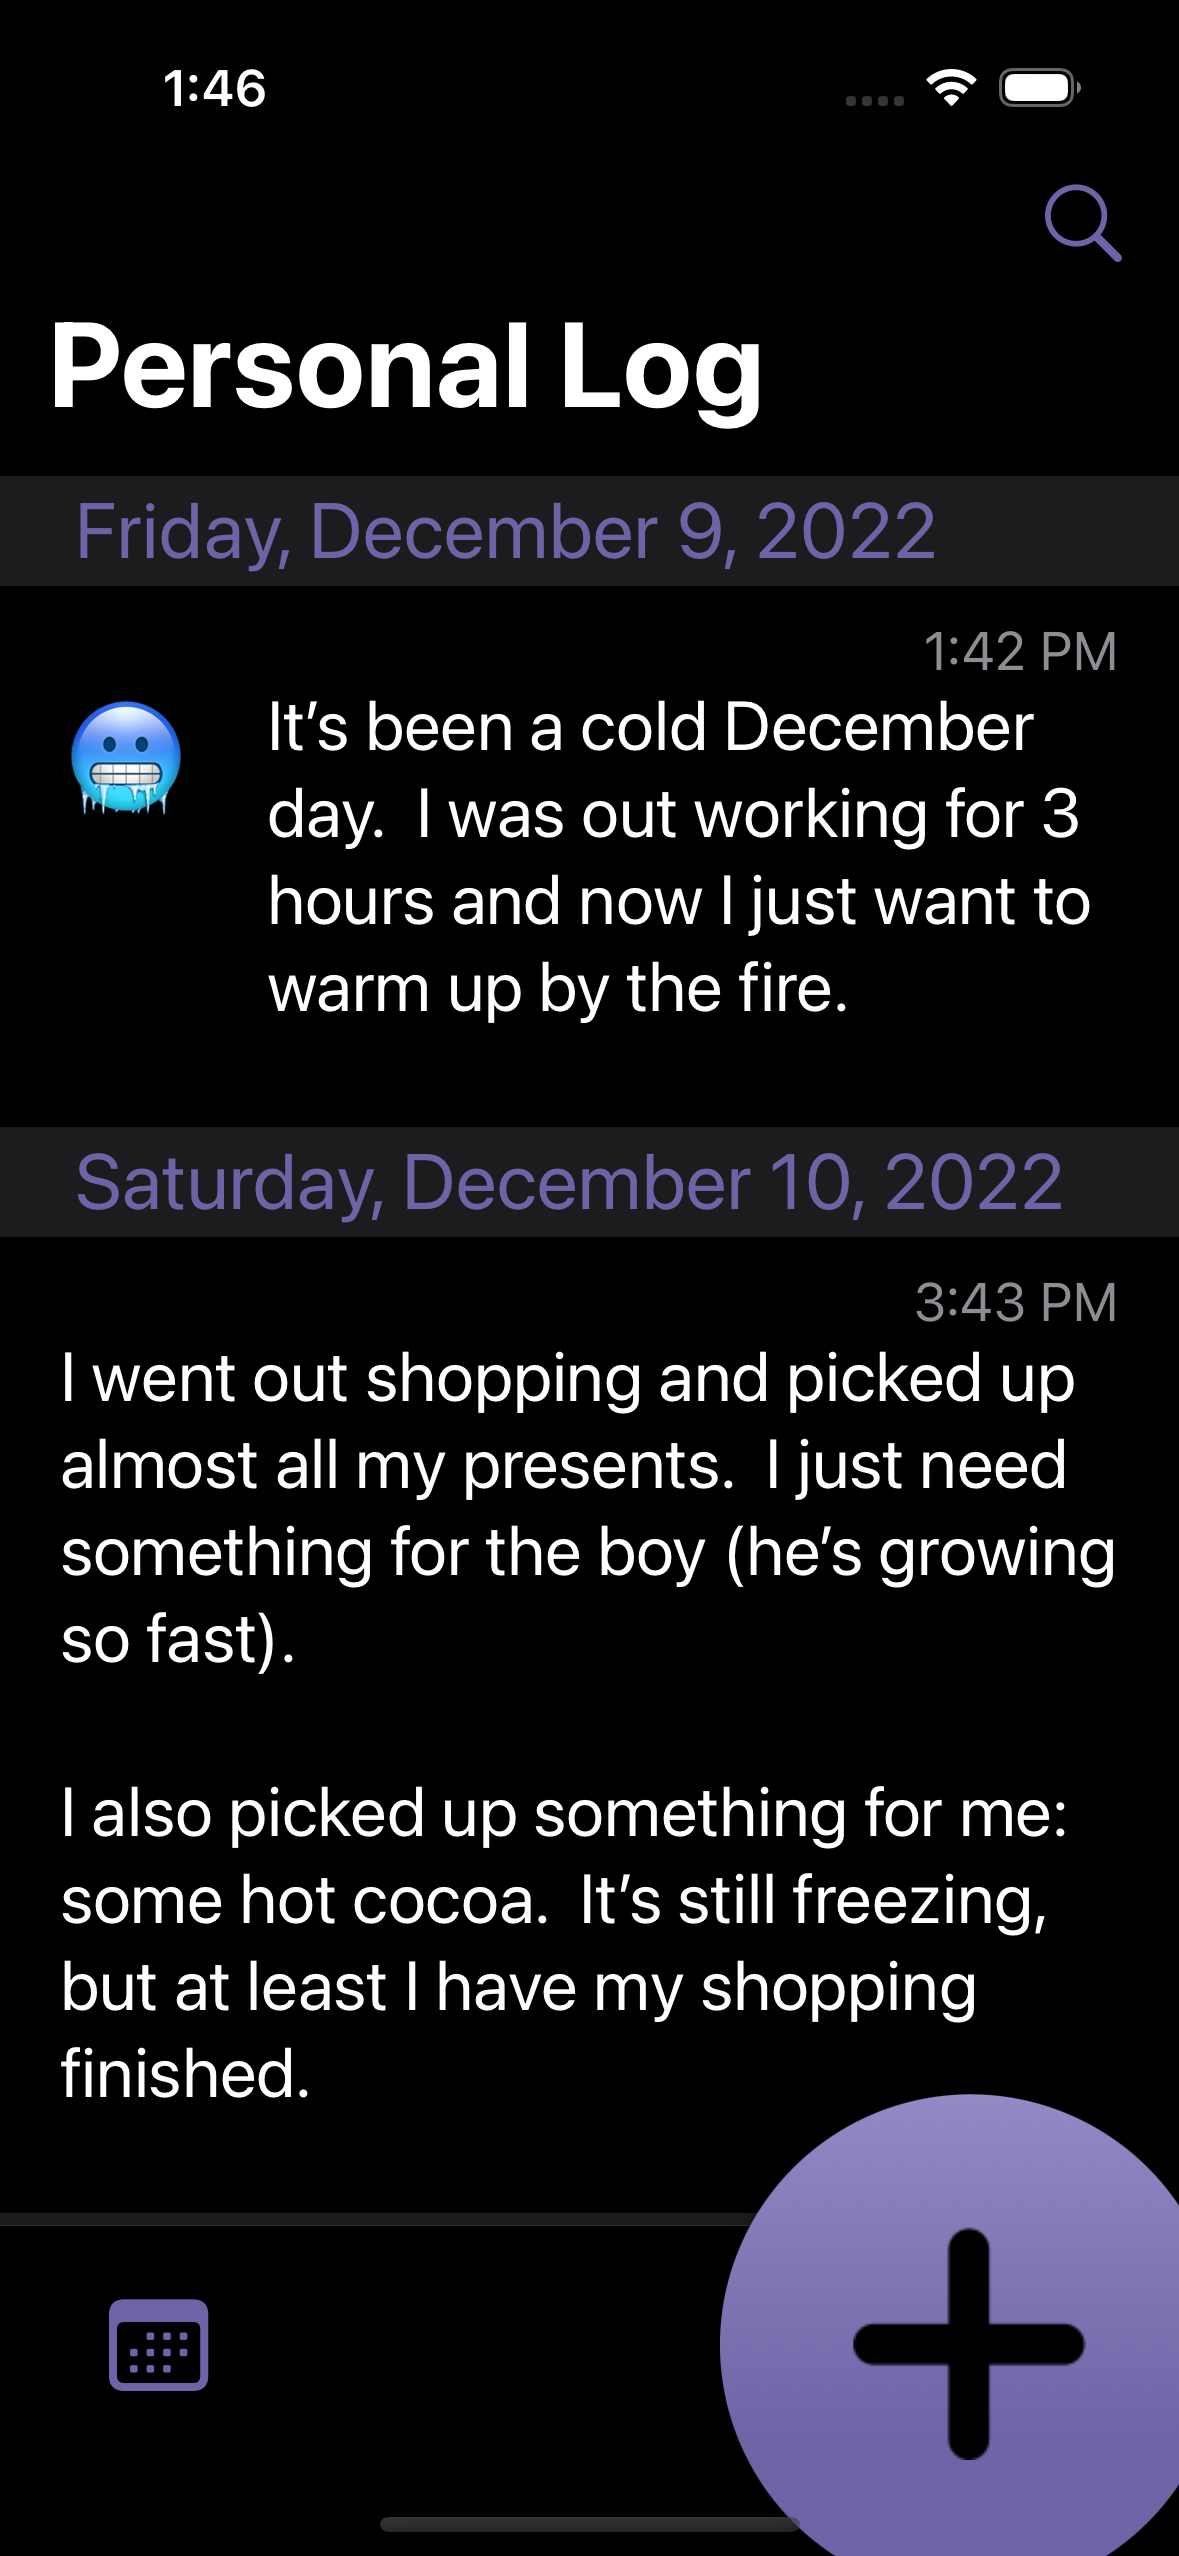 1:46
Personal Log
Friday, December 9, 2022
1:42 PM
It’s been a cold December
day.  I was out working for 3
hours and now I just want to
warm up by the fire.
Saturday, December 10, 2022
3:43 PM
I went out shopping and picked up
almost all my presents.  I just need
something for the boy (he’s growing
so fast).
I also picked up something for me:
some hot cocoa.  It’s still freezing,
but at least I have my shopping
finished.